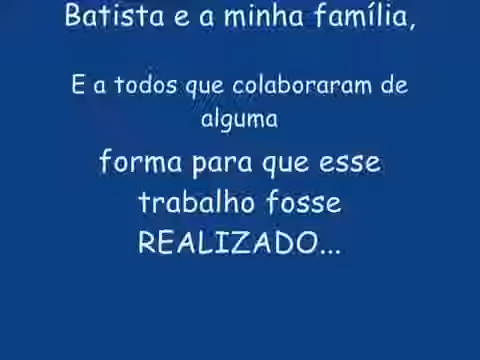 Batista e a minha família,
E a todos que colaboraram de
alguma
forma para que esse
trabalho fosse
REALIZADO...